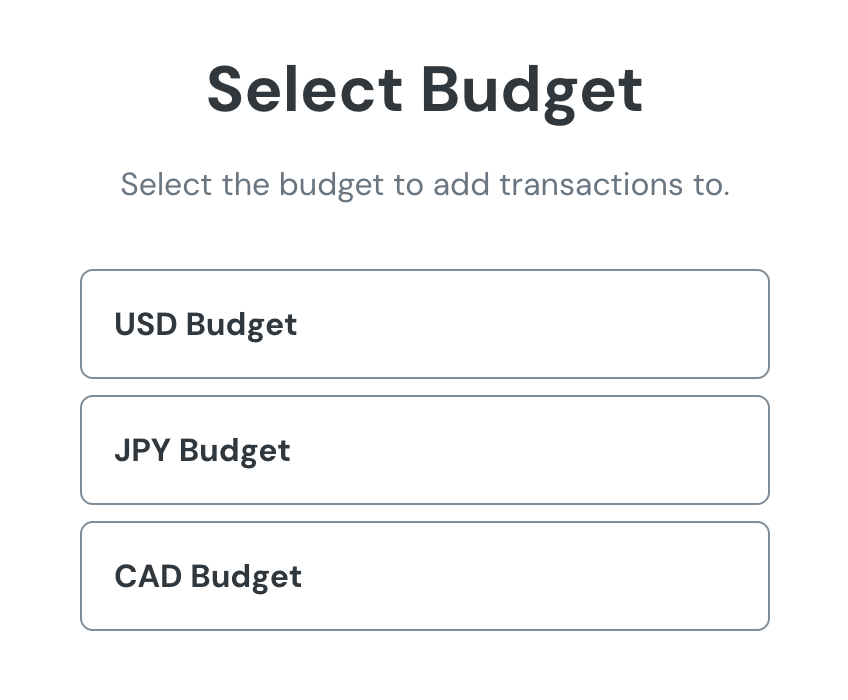 Select Budget
Select the budget to add transactions to.
USD Budget
JPY Budget
CAD Budget